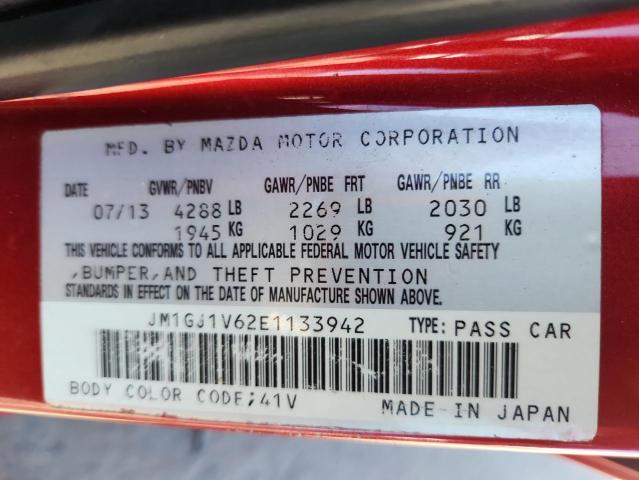 MFD. BY MAZDA MOTOR CORPORATION
DATE GVWR/PNBV GAWR/PNBE FRT GAWR/PNBE RR
07/13 4288 LB 2269 LB 2030 LB
1945 KG 1029 KG 921 KG
THIS VEHICLE CONFORMS TO ALL APPLICABLE FEDERAL MOTOR VEHICLE SAFETY
,BUMPER,AND THEFT PREVENTION
STANDARDS IN EFFECT ON THE DATE OF MANUFACTURE SHOWN ABOVE.
JM1GJ1V62E1133942 TYPE: PASS CAR
BODY COLOR CODE;41V MADE IN JAPAN